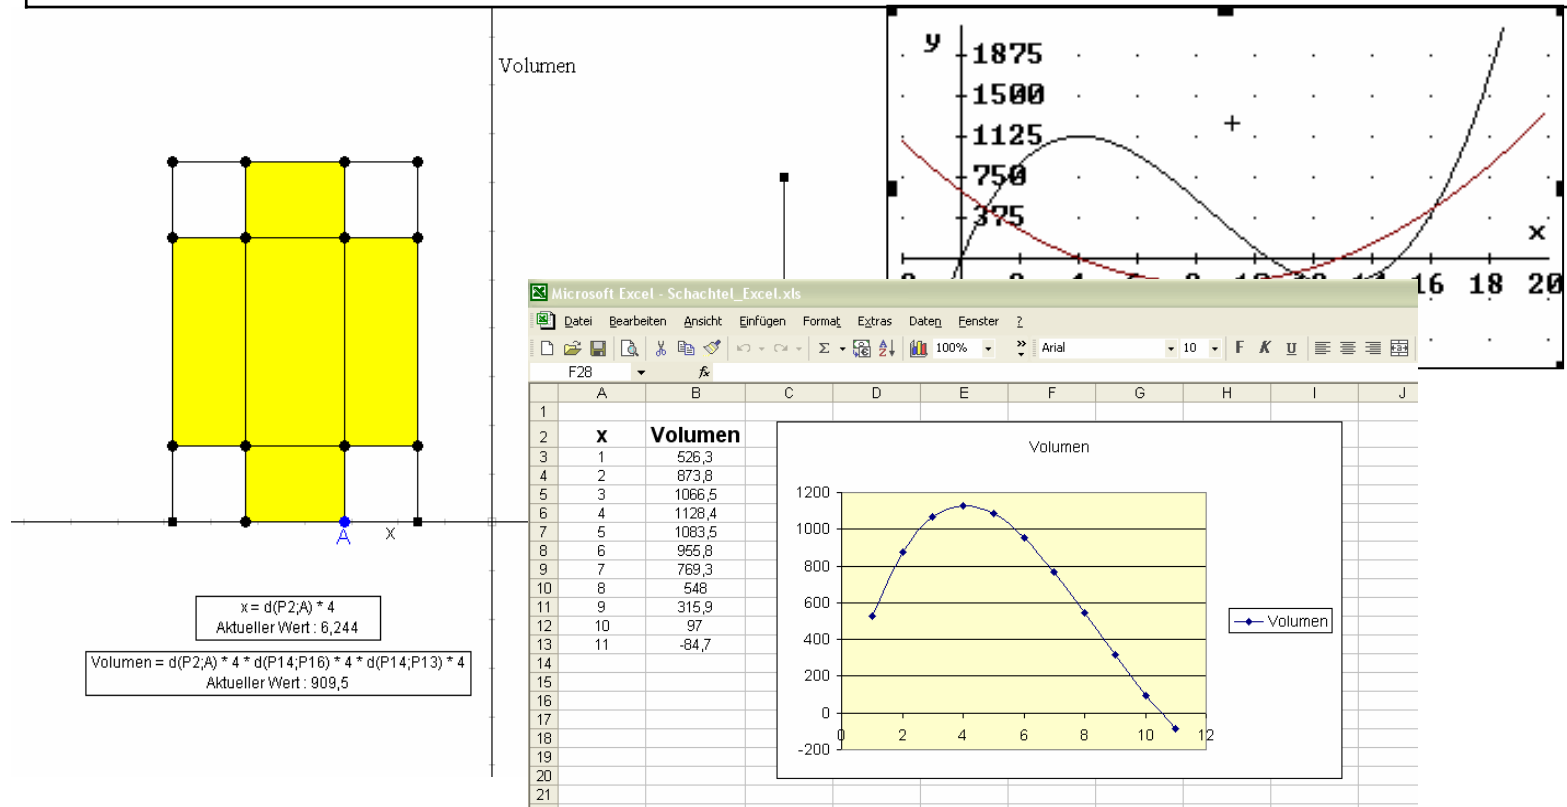 Volumen
A
x
x = d(P2;A) * 4
Aktueller Wert : 6,244
Volumen = d(P2;A) * 4 * d(P14;P16) * 4 * d(P14;P13) * 4
Aktueller Wert : 909,5
y
1875
1500
1125
750
375
x
16 18 20
Microsoft Excel - Schachtel_Excel.xls
Datei Bearbeiten Ansicht Einfügen Format Extras Daten Fenster ?
Σ 100% » Arial 10 F K U
F28 fx
A B C D E F G H I J
1
2 x Volumen
3 1 526,3
4 2 873,8
5 3 1066,5
6 4 1128,4
7 5 1083,5
8 6 955,8
9 7 769,3
10 8 548
11 9 315,9
12 10 97
13 11 -84,7
14
15
16
17
18
19
20
21
Volumen
1200
1000
800
600
400
200
0
-200
0 2 4 6 8 10 12
Volumen